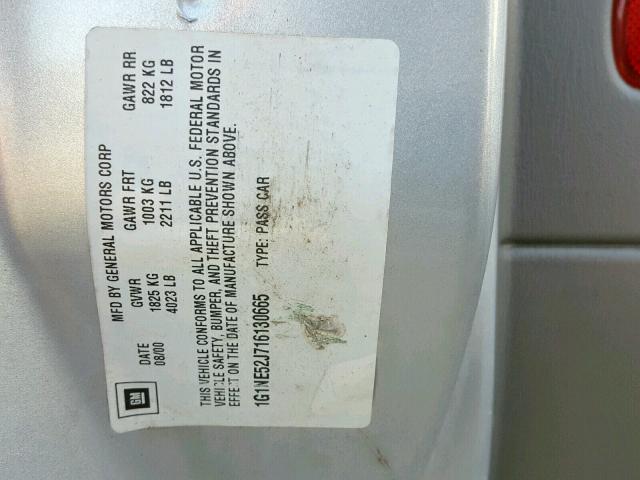 MFD BY GENERAL MOTORS CORP
DATE GVWR GAWR FRT GAWR RR
08/00 1825 KG 1003 KG 822 KG
4023 LB 2211 LB 1812 LB
GM
THIS VEHICLE CONFORMS TO ALL APPLICABLE U.S. FEDERAL MOTOR
VEHICLE SAFETY, BUMPER, AND THEFT PREVENTION STANDARDS IN
EFFECT ON THE DATE OF MANUFACTURE SHOWN ABOVE.
1G1NE52J716130665 TYPE: PASS CAR